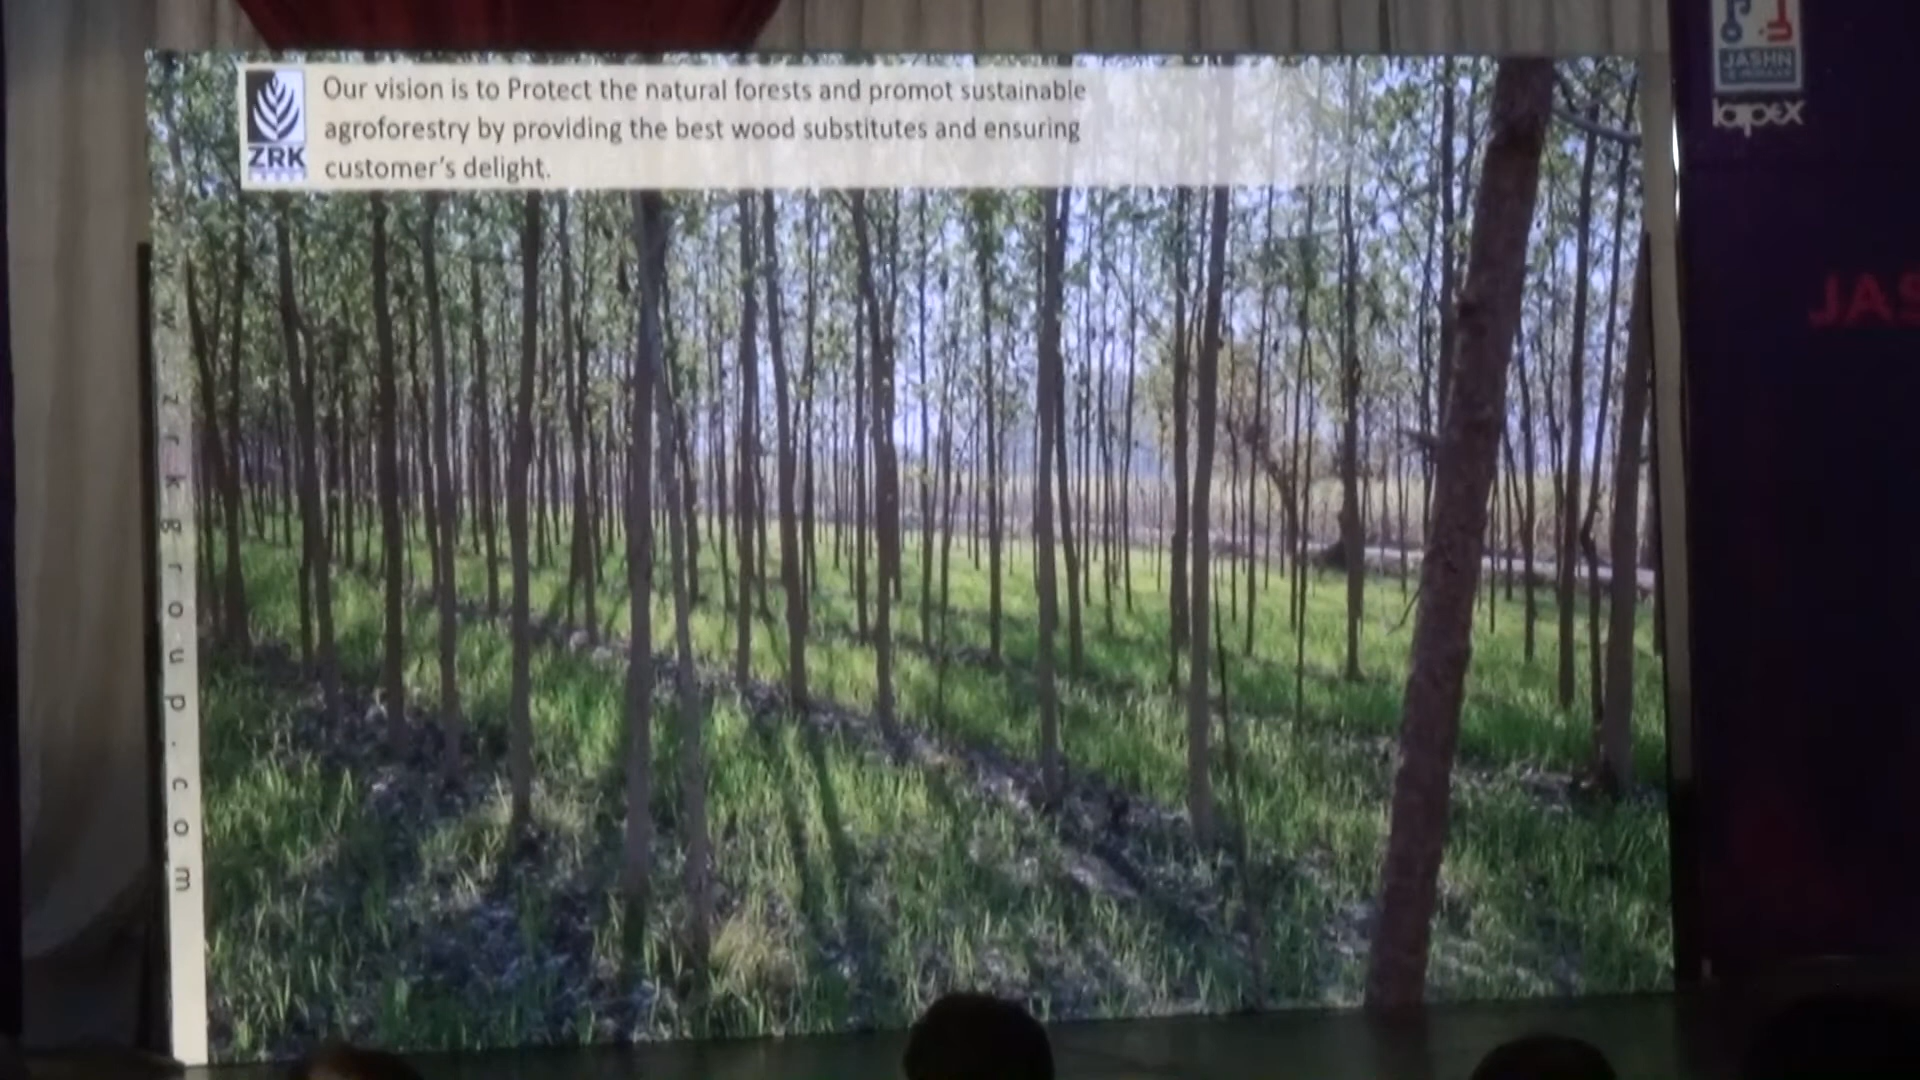 Our vision is to Protect the natural forests and promot sustainable
agroforestry by providing the best wood substitutes and ensuring
customer's delight.
ZRK
zrkgroup.com
JASHN
lapex
JAS